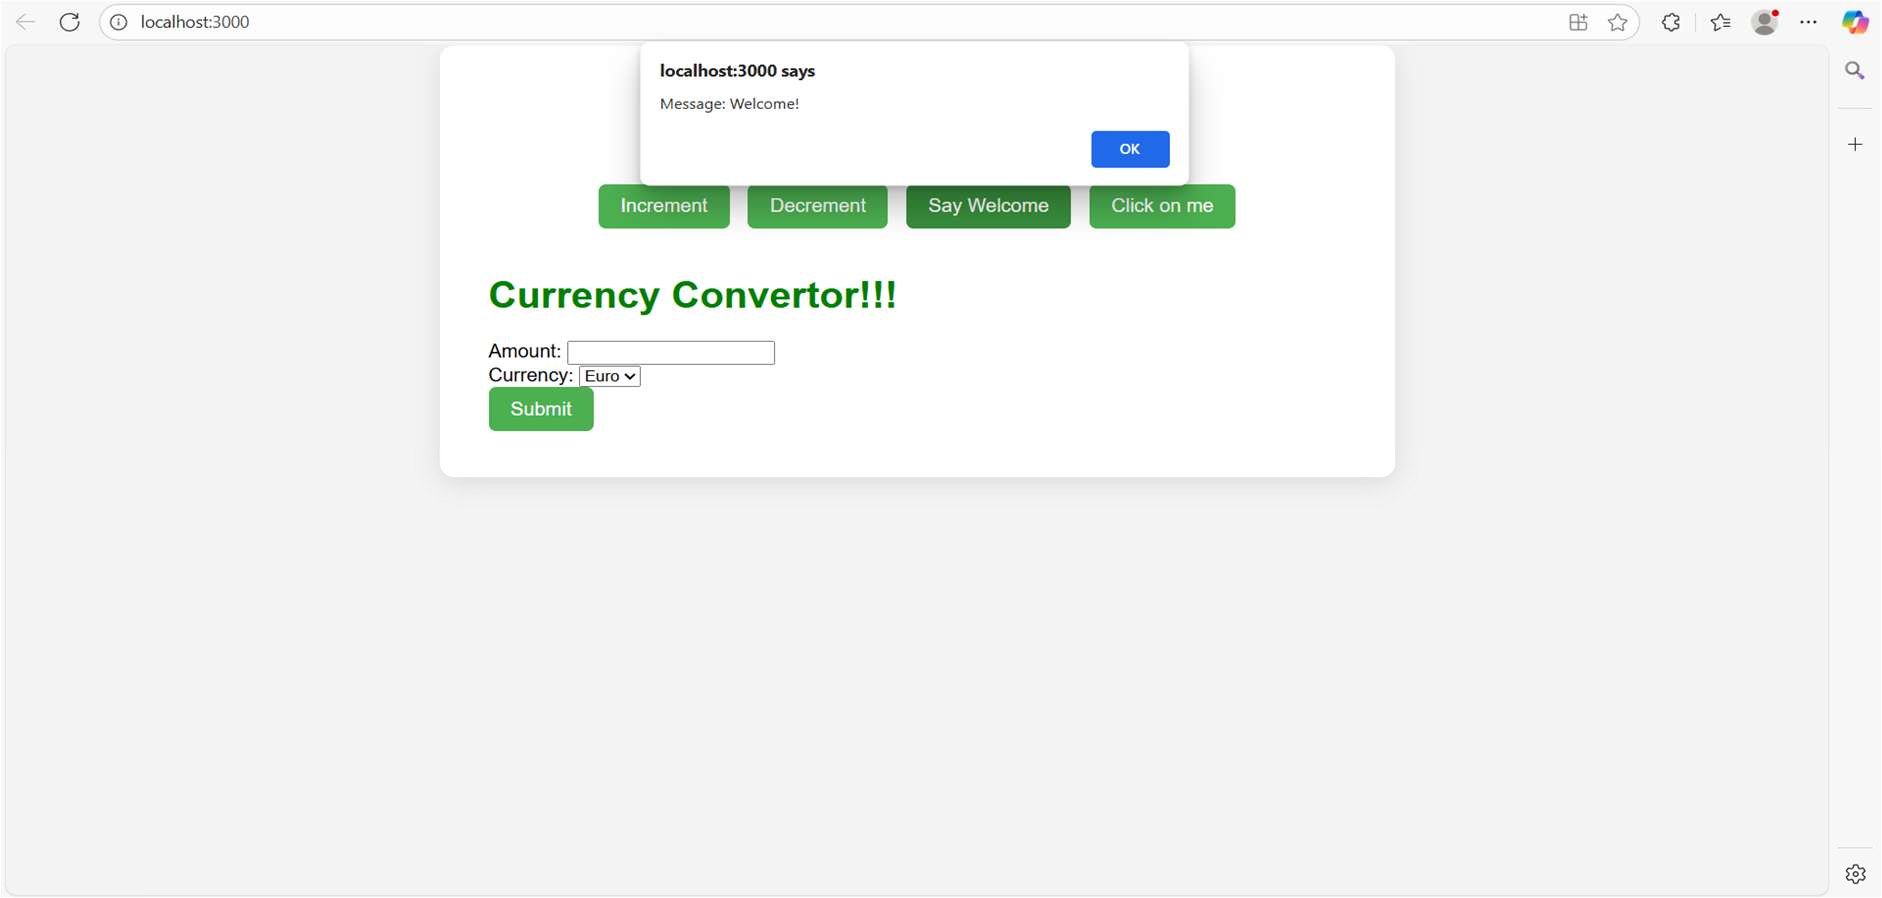 localhost:3000
localhost:3000 says
Message: Welcome!
OK
Increment Decrement Say Welcome Click on me
Currency Convertor!!!
Amount:
Currency: Euro
Submit